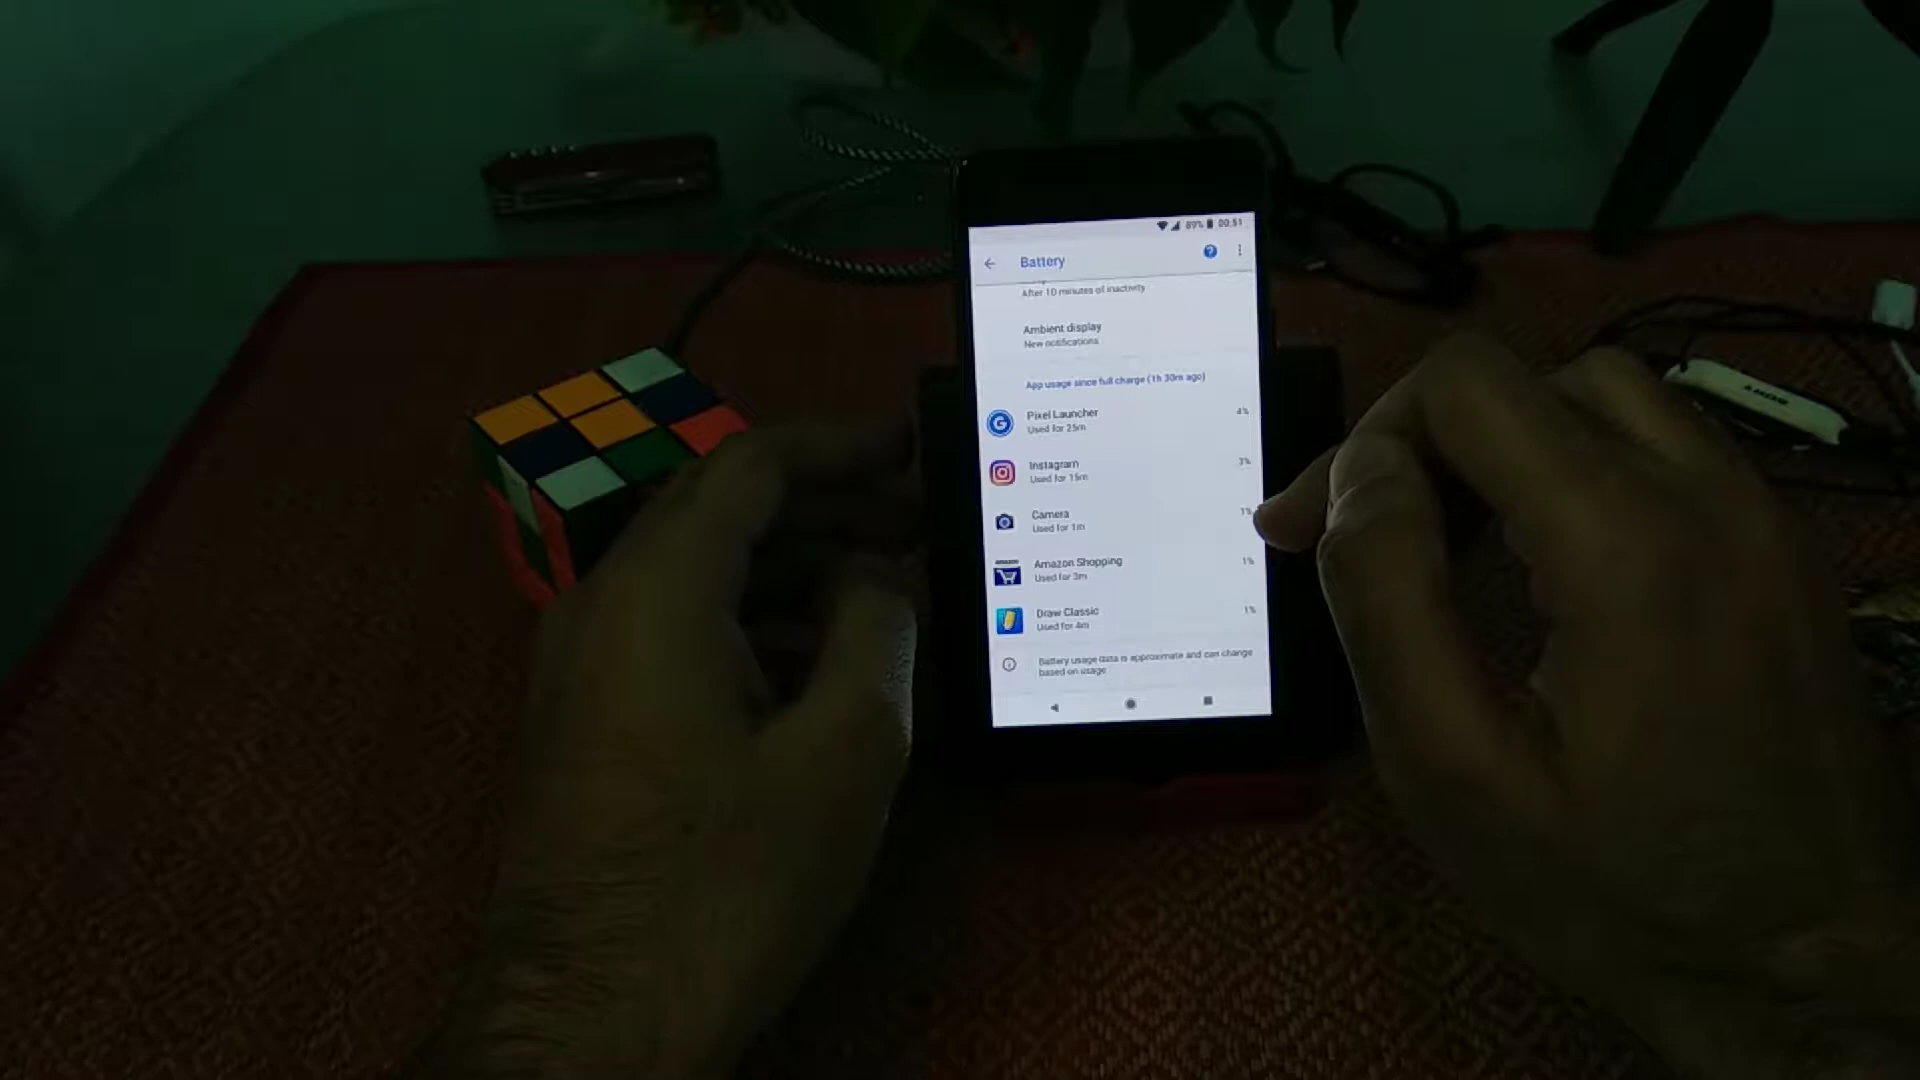 89% 00:51
Battery
After 10 minutes of inactivity
Ambient display
New notifications
App usage since full charge (1h 30m ago)
Pixel Launcher 4%
Used for 25m
Instagram 3%
Used for 15m
Camera 1%
Used for 1m
amazon
Amazon Shopping 1%
Used for 3m
Draw Classic 1%
Used for 4m
Battery usage data is approximate and can change
based on usage
SONY